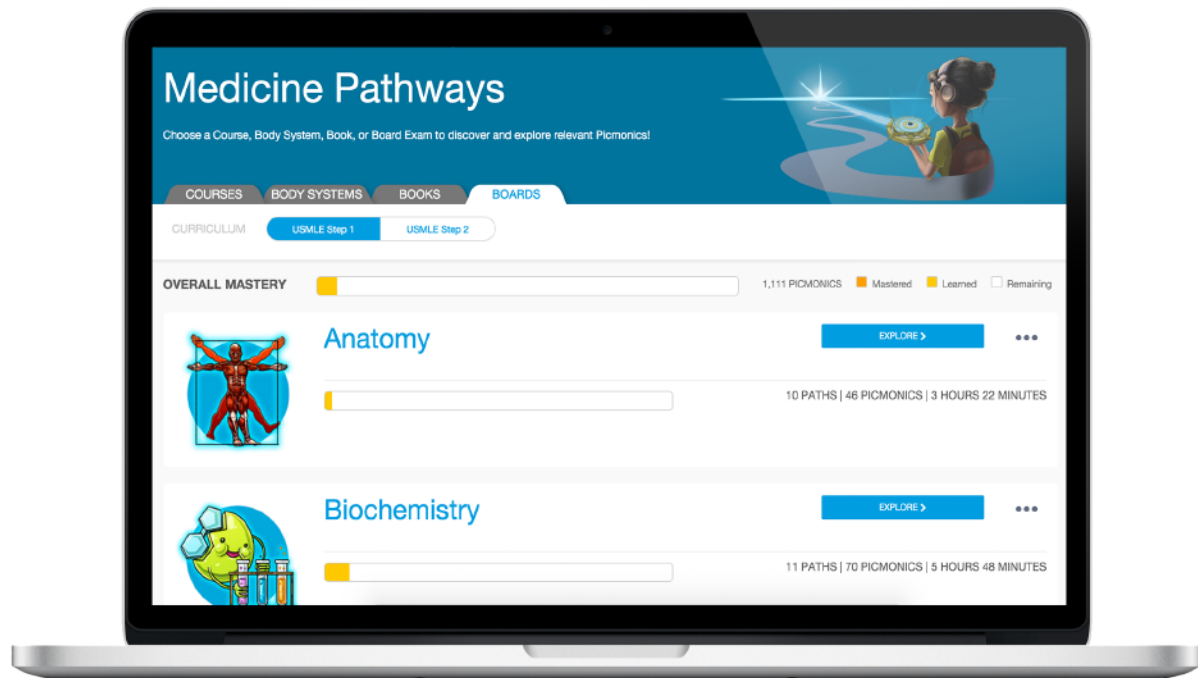 Medicine Pathways
Choose a Course, Body System, Book, or Board Exam to discover and explore relevant Picmonics!
COURSES BODY SYSTEMS BOOKS BOARDS
CURRICULUM USMLE Step 1 USMLE Step 2
OVERALL MASTERY 1,111 PICMONICS Mastered Learned Remaining
Anatomy EXPLORE >
10 PATHS | 46 PICMONICS | 3 HOURS 22 MINUTES
Biochemistry EXPLORE >
11 PATHS | 70 PICMONICS | 5 HOURS 48 MINUTES